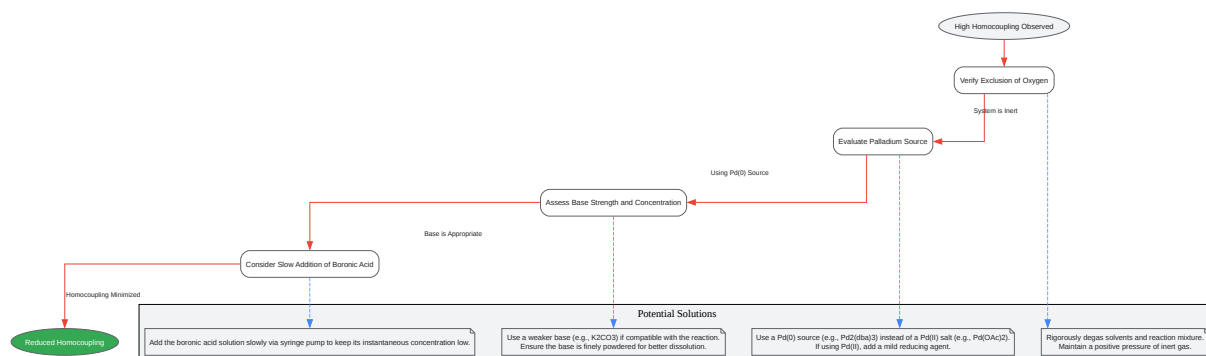 High Homocoupling Observed
Verify Exclusion of Oxygen
System is Inert
Evaluate Palladium Source
Using Pd(0) Source
Assess Base Strength and Concentration
Base is Appropriate
Consider Slow Addition of Boronic Acid
Homocoupling Minimized
Potential Solutions
Reduced Homocoupling
Add the boronic acid solution slowly via syringe pump to keep its instantaneous concentration low.
Use a weaker base (e.g., K2CO3) if compatible with the reaction.
Ensure the base is finely powdered for better dissolution.
Use a Pd(0) source (e.g., Pd2(dba)3) instead of a Pd(II) salt (e.g., Pd(OAc)2).
If using Pd(II), add a mild reducing agent.
Rigorously degas solvents and reaction mixture.
Maintain a positive pressure of inert gas.